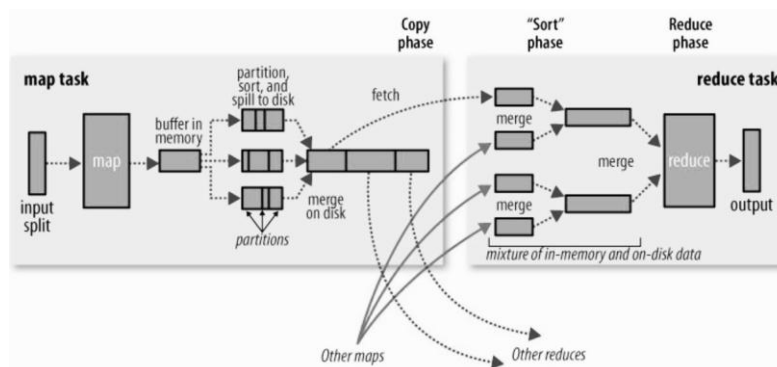 Copy
phase
"Sort"
phase
Reduce
phase
map task
partition,
sort, and
spill to disk
fetch
reduce task
buffer in
memory
map
merge
merge
reduce
input
split
merge
on disk
merge
output
partitions
mixture of in-memory and on-disk data
Other maps
Other reduces